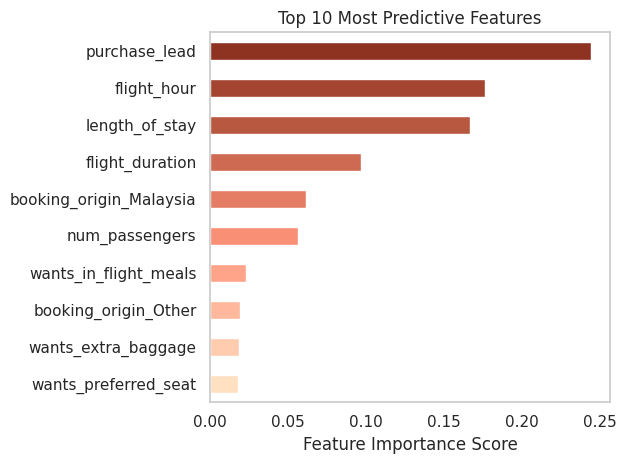 Top 10 Most Predictive Features
purchase_lead
flight_hour
length_of_stay
flight_duration
booking_origin_Malaysia
num_passengers
wants_in_flight_meals
booking_origin_Other
wants_extra_baggage
wants_preferred_seat
0.00 0.05 0.10 0.15 0.20 0.25
Feature Importance Score